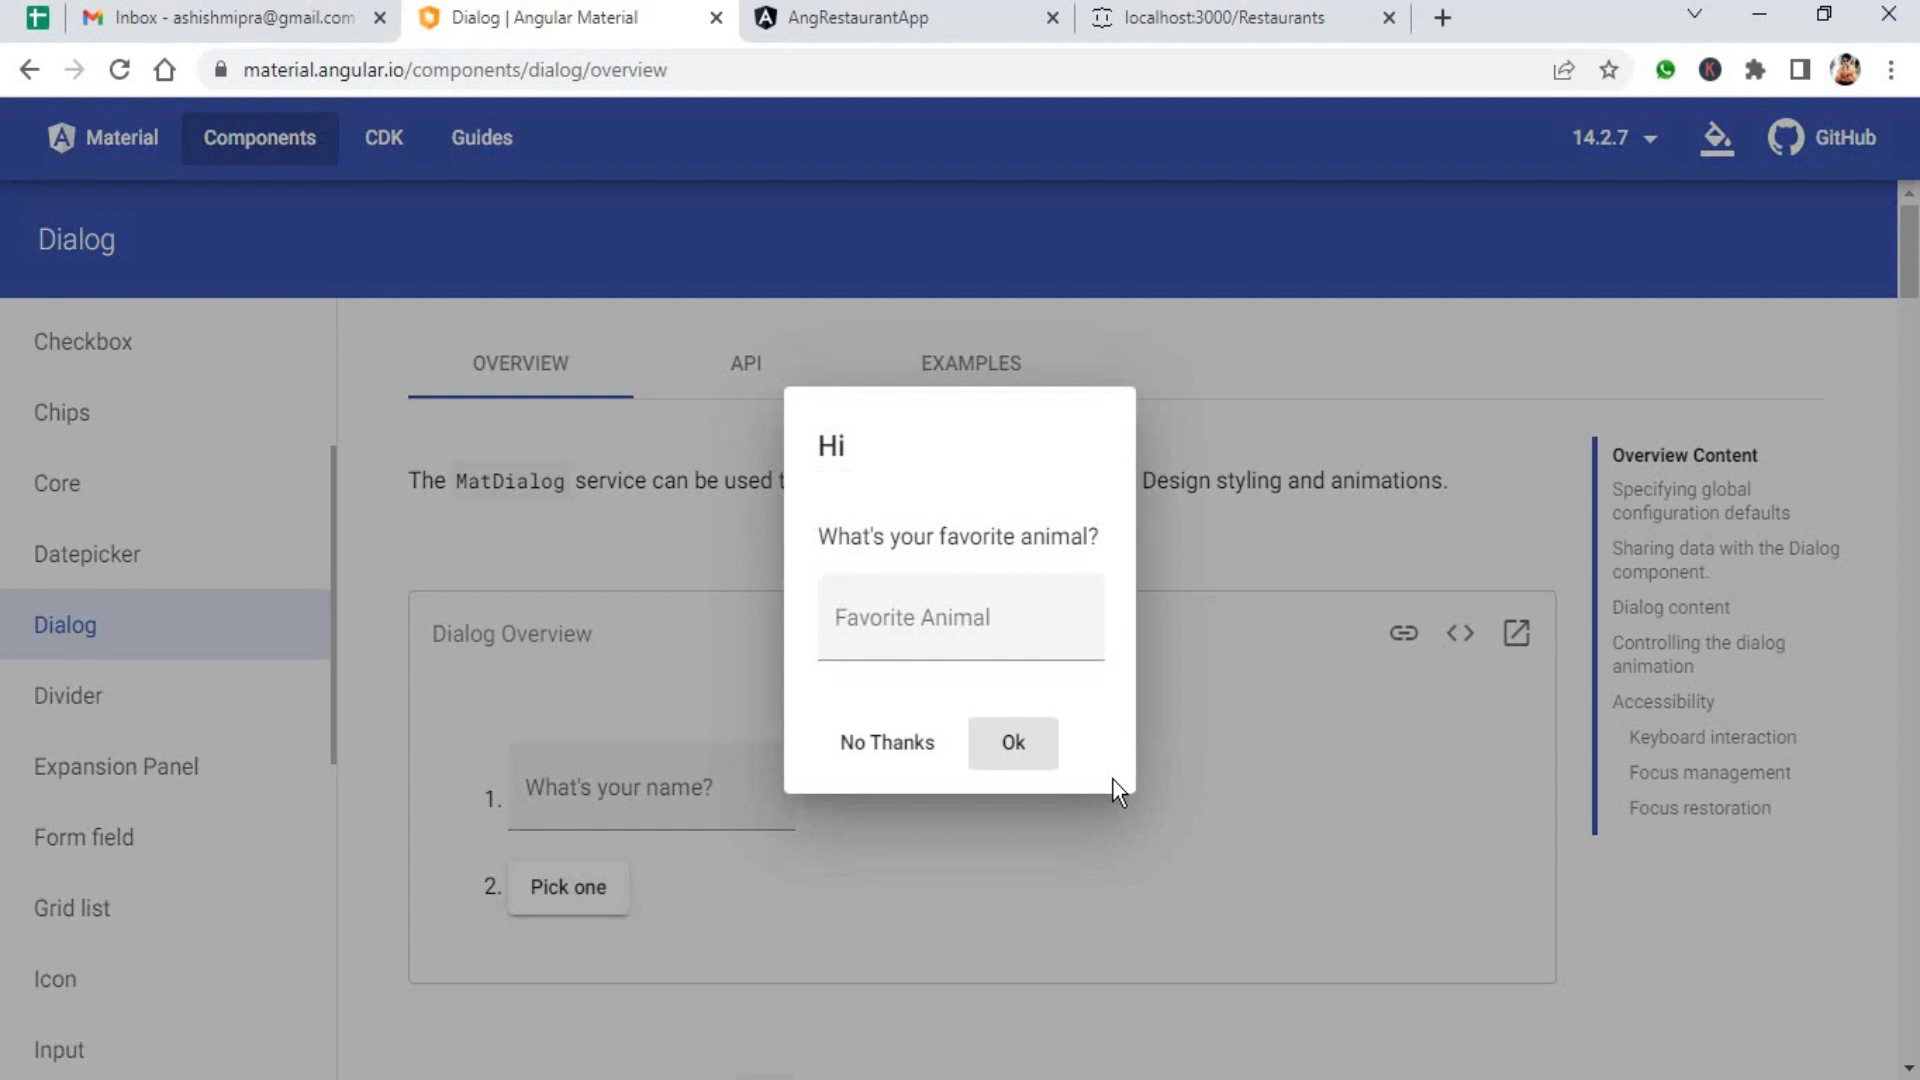 Inbox - ashishmipra@gmail.com
Dialog | Angular Material
AngRestaurantApp
localhost:3000/Restaurants
material.angular.io/components/dialog/overview
K
Material
Components
CDK
Guides
14.2.7
GitHub
Dialog
Checkbox
Chips
Core
Datepicker
Dialog
Divider
Expansion Panel
Form field
Grid list
Icon
Input
OVERVIEW
API
EXAMPLES
The MatDialog service can be used t
Design styling and animations.
Dialog Overview
1. What's your name?
2. Pick one
Hi
What's your favorite animal?
Favorite Animal
No Thanks
Ok
Overview Content
Specifying global
configuration defaults
Sharing data with the Dialog
component.
Dialog content
Controlling the dialog
animation
Accessibility
Keyboard interaction
Focus management
Focus restoration